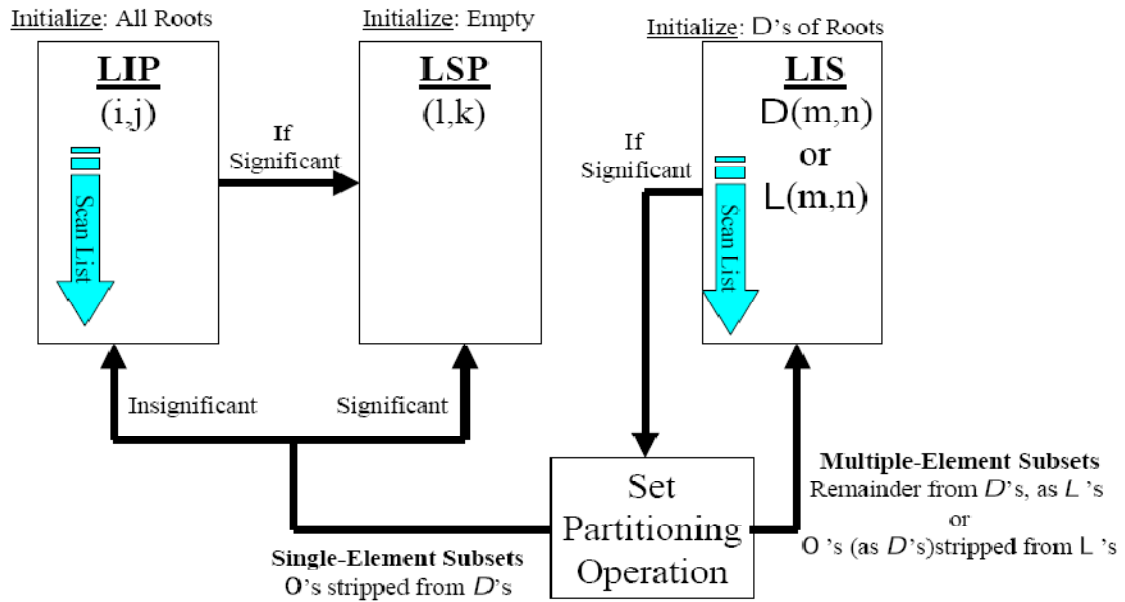 Initialize: All Roots
LIP
(i,j)
Scan List
If
Significant
Initialize: Empty
LSP
(l,k)
Initialize: D's of Roots
LIS
D(m,n)
or
L(m,n)
Scan List
If
Significant
Insignificant
Significant
Set
Partitioning
Operation
Single-Element Subsets
O's stripped from D's
Multiple-Element Subsets
Remainder from D's, as L 's
or
O 's (as D's)stripped from L 's